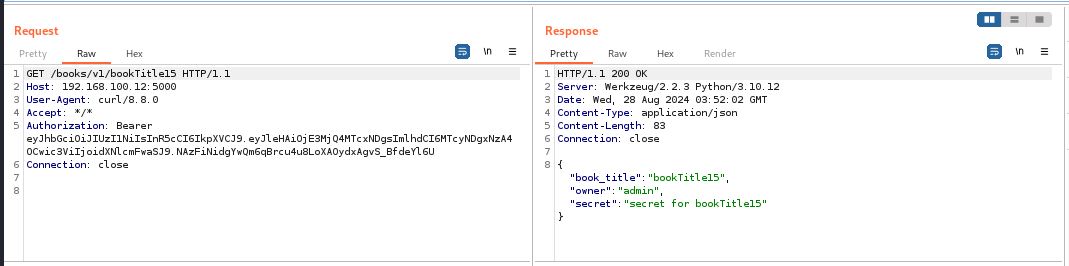 Request
Pretty Raw Hex
\n
1 GET /books/v1/bookTitle15 HTTP/1.1
2 Host: 192.168.100.12:5000
3 User-Agent: curl/8.8.0
4 Accept: */*
5 Authorization: Bearer
eyJhbGciOiJIUzI1NiIsInR5cCI6IkpXVCJ9.eyJleHAiOjE3MjQ4MTcxNDgsImlhdCI6MTcyNDgxNzA4
OCwic3ViIjoidXNlcmFwaSJ9.NAzFiNidgYwQm6qBrcu4u8LoXAOydxAgvS_BfdeYl6U
6 Connection: close
7
8
Response
Pretty Raw Hex Render
\n
1 HTTP/1.1 200 OK
2 Server: Werkzeug/2.2.3 Python/3.10.12
3 Date: Wed, 28 Aug 2024 03:52:02 GMT
4 Content-Type: application/json
5 Content-Length: 83
6 Connection: close
7
8 {
"book_title":"bookTitle15",
"owner":"admin",
"secret":"secret for bookTitle15"
}